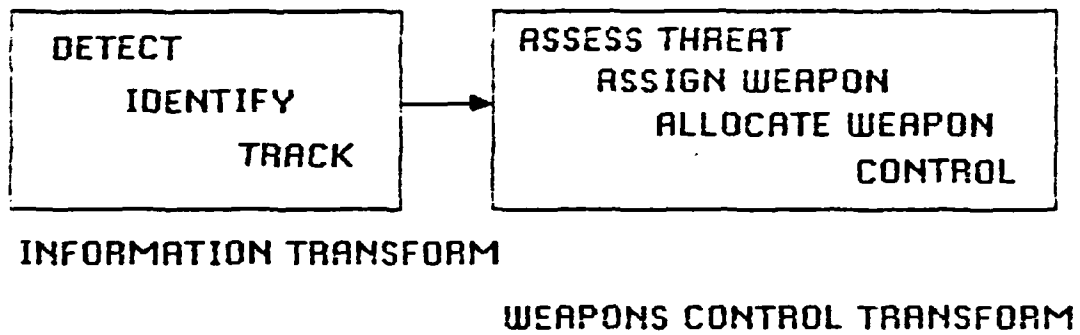 DETECT
IDENTIFY
TRACK
ASSESS THREAT
ASSIGN WEAPON
ALLOCATE WEAPON
CONTROL
INFORMATION TRANSFORM
WEAPONS CONTROL TRANSFORM